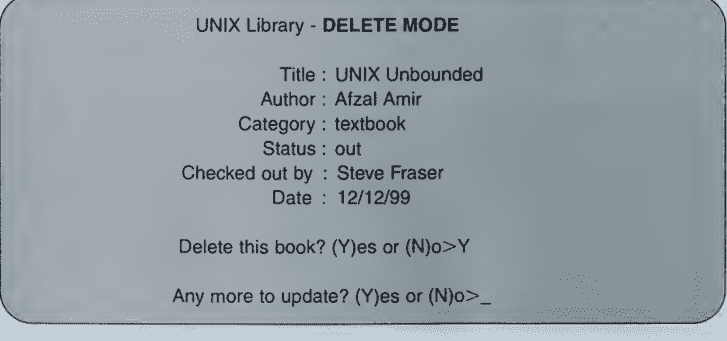 UNIX Library - DELETE MODE
Title : UNIX Unbounded
Author : Afzal Amir
Category : textbook
Status : out
Checked out by : Steve Fraser
Date : 12/12/99
Delete this book? (Y)es or (N)o>Y
Any more to update? (Y)es or (N)o>_